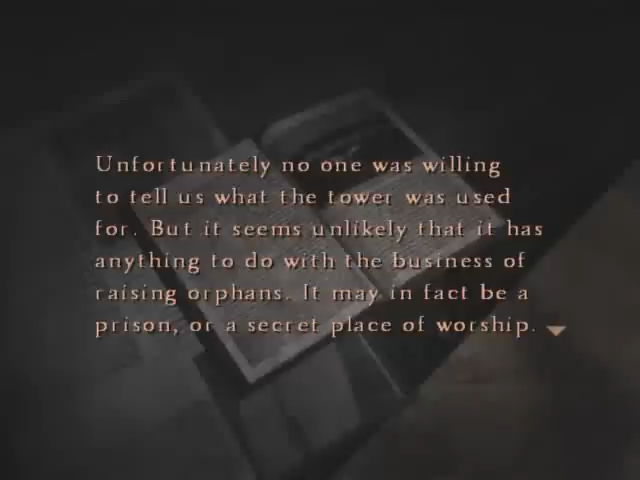 Unfortunately no one was willing
to tell us what the tower was used
for. But it seems unlikely that it has
anything to do with the business of
raising orphans. It may in fact be a
prison, or a secret place of worship.